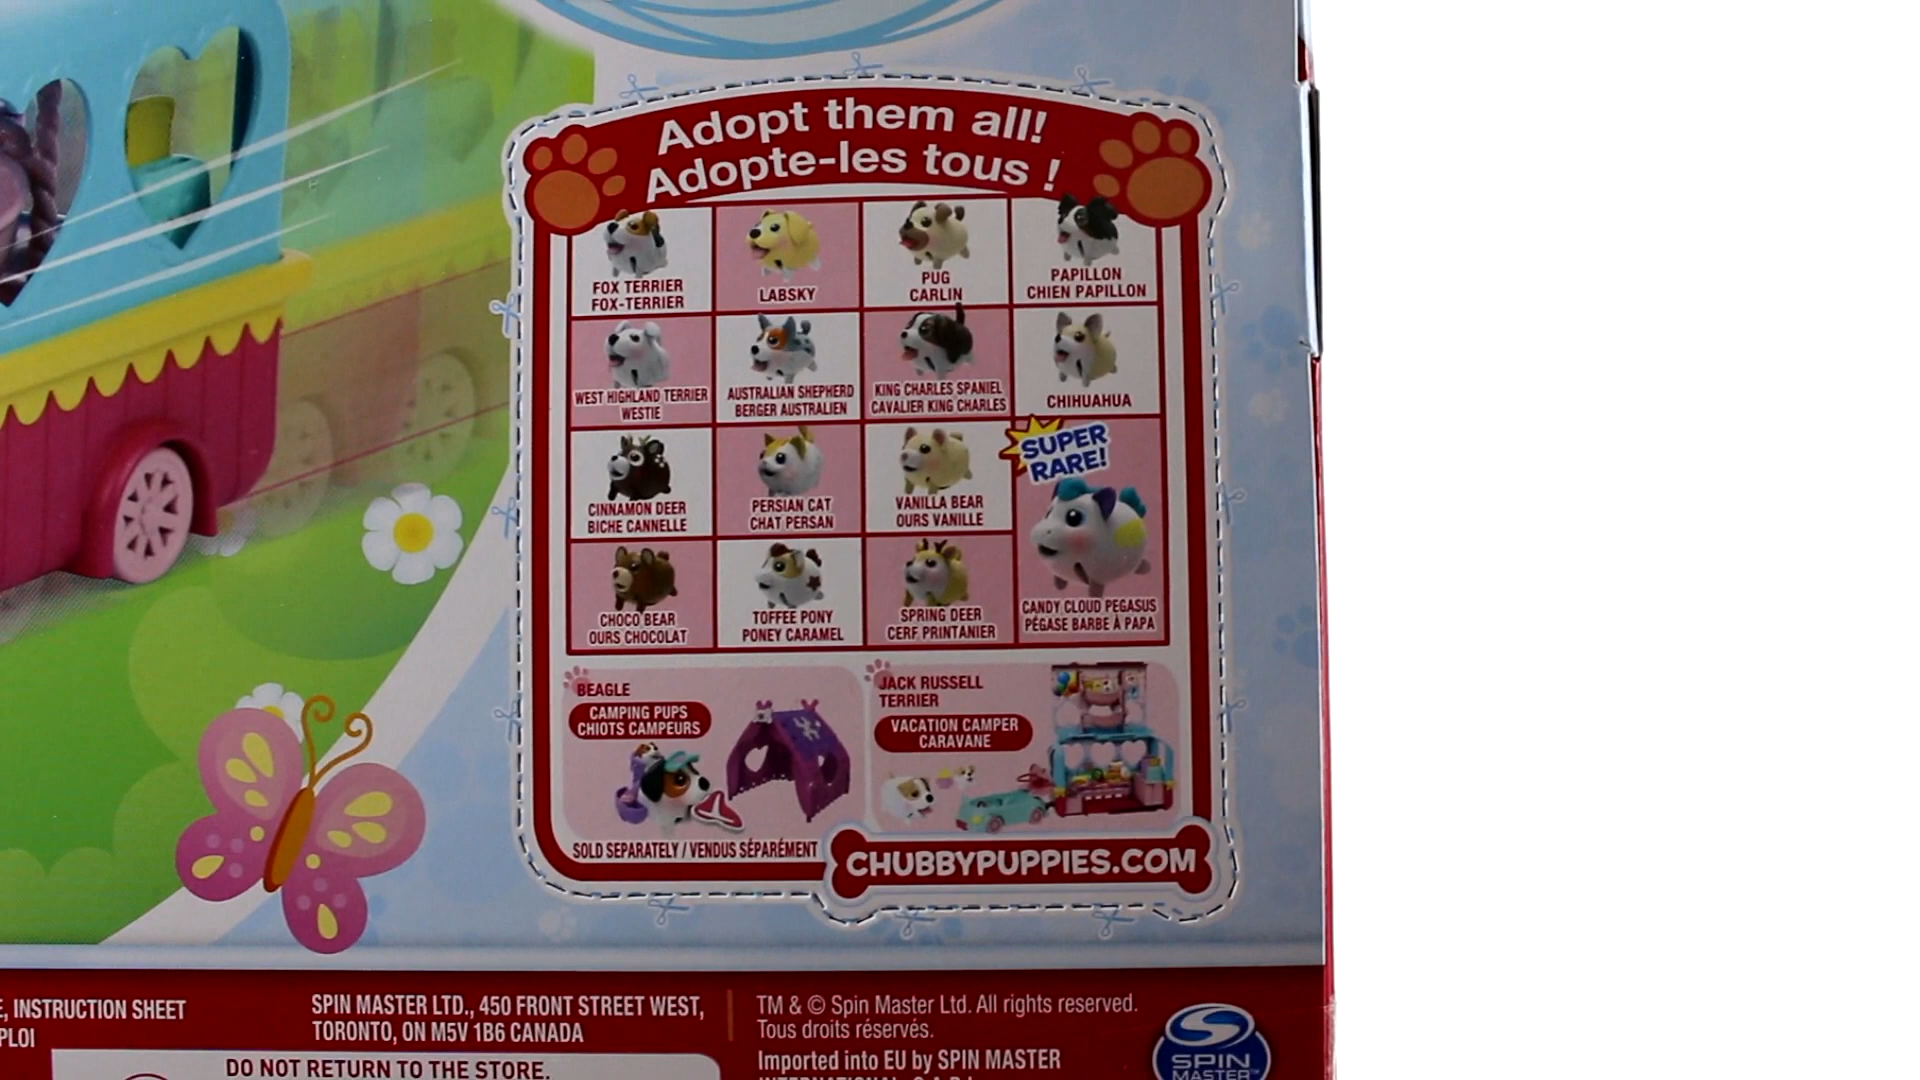 Adopt them all!
Adopte-les tous !
FOX TERRIER
FOX-TERRIER
LABSKY
PUG
CARLIN
PAPILLON
CHIEN PAPILLON
WEST HIGHLAND TERRIER
WESTIE
AUSTRALIAN SHEPHERD
BERGER AUSTRALIEN
KING CHARLES SPANIEL
CAVALIER KING CHARLES
CHIHUAHUA
CINNAMON DEER
BICHE CANNELLE
PERSIAN CAT
CHAT PERSAN
VANILLA BEAR
OURS VANILLE
SUPER
RARE!
CANDY CLOUD PEGASUS
PÉGASE BARBE À PAPA
CHOCO BEAR
OURS CHOCOLAT
TOFFEE PONY
PONEY CARAMEL
SPRING DEER
CERF PRINTANIER
BEAGLE
CAMPING PUPS
CHIOTS CAMPEURS
JACK RUSSELL
TERRIER
VACATION CAMPER
CARAVANE
SOLD SEPARATELY / VENDUS SÉPARÉMENT
CHUBBYPUPPIES.COM
, INSTRUCTION SHEET
SPIN MASTER LTD., 450 FRONT STREET WEST,
TORONTO, ON M5V 1B6 CANADA
DO NOT RETURN TO THE STORE.
TM & © Spin Master Ltd. All rights reserved.
Tous droits réservés.
Imported into EU by SPIN MASTER
SPIN
MASTER™